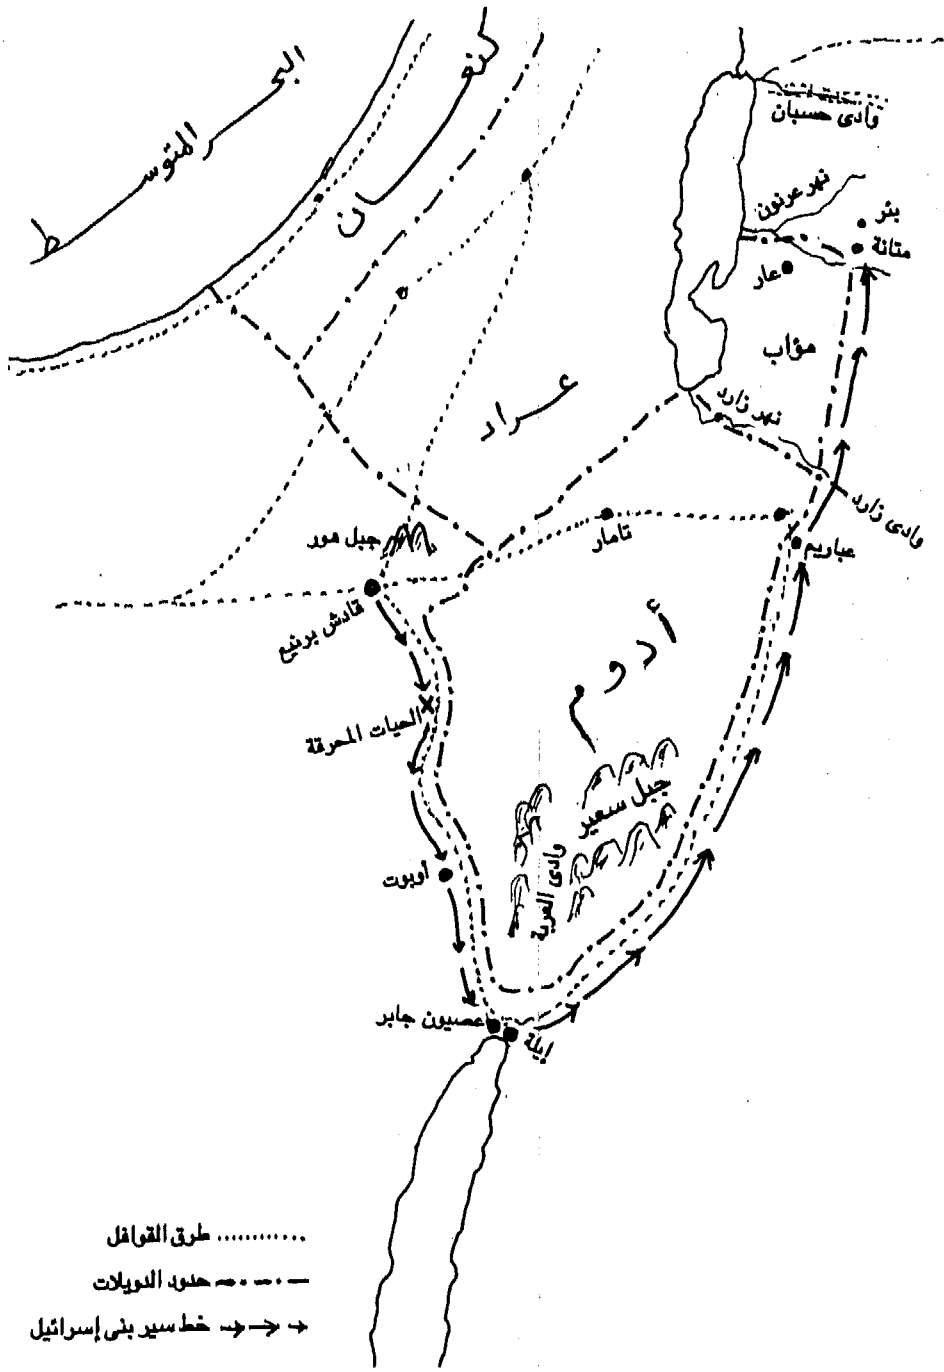 البحر المتوسط
كنعان
وادى حسبان
نهر عرنون
بئر
متانة
عار
مؤاب
عراد
نهر زارد
وادى زارد
جبل هور
تامار
عباريم
قادش برنيع
أدوم
الحيات المحرقة
جبل سعير
وادى العربة
أوبوت
عصيون جابر
إيلة
طرق القوافل
حدود الدويلات
خط سير بنى إسرائيل